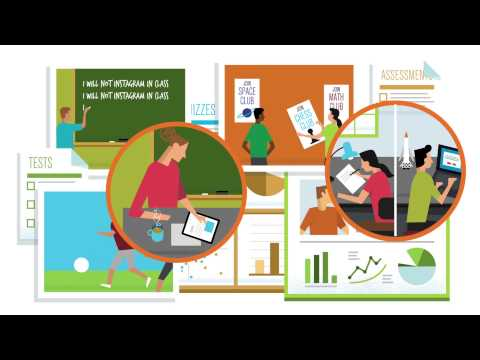 I WILL NOT INSTAGRAM IN CLASS
I WILL NOT INSTAGRAM IN CLASS
I
IZZES
JOIN
SPACE
CLUB
JOIN
CHESS
CLUB
JOIN
MATH
CLUB
ASSESSMENTS
TESTS